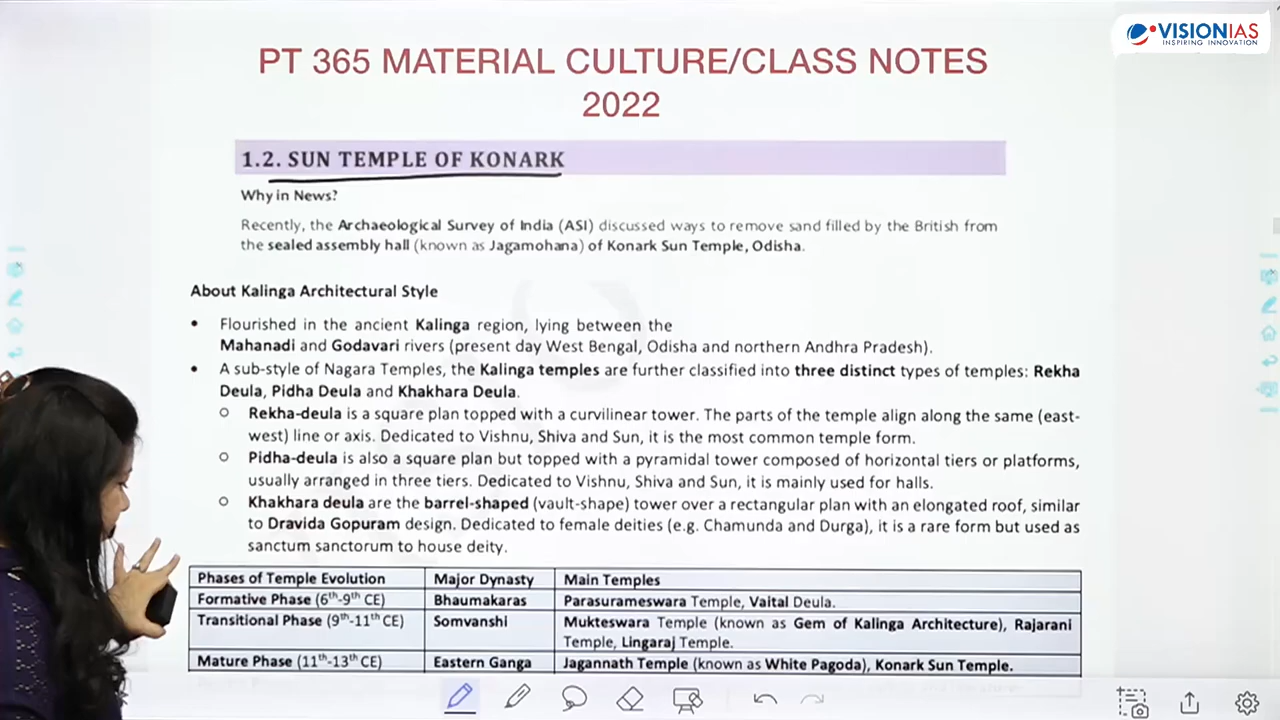 VISIONIAS
INSPIRING INNOVATION
PT 365 MATERIAL CULTURE/CLASS NOTES
2022
1.2. SUN TEMPLE OF KONARK
Why in News?
Recently, the Archaeological Survey of India (ASI) discussed ways to remove sand filled by the British from
the sealed assembly hall (known as Jagamohana) of Konark Sun Temple, Odisha.
About Kalinga Architectural Style
• Flourished in the ancient Kalinga region, lying between the
Mahanadi and Godavari rivers (present day West Bengal, Odisha and northern Andhra Pradesh).
• A sub-style of Nagara Temples, the Kalinga temples are further classified into three distinct types of temples: Rekha
Deula, Pidha Deula and Khakhara Deula.
o Rekha-deula is a square plan topped with a curvilinear tower. The parts of the temple align along the same (east-
west) line or axis. Dedicated to Vishnu, Shiva and Sun, it is the most common temple form.
o Pidha-deula is also a square plan but topped with a pyramidal tower composed of horizontal tiers or platforms,
usually arranged in three tiers. Dedicated to Vishnu, Shiva and Sun, it is mainly used for halls.
o Khakhara deula are the barrel-shaped (vault-shape) tower over a rectangular plan with an elongated roof, similar
to Dravida Gopuram design. Dedicated to female deities (e.g. Chamunda and Durga), it is a rare form but used as
sanctum sanctorum to house deity.
Phases of Temple Evolution Major Dynasty Main Temples
Formative Phase (6th-9th CE) Bhaumakaras Parasurameswara Temple, Vaital Deula.
Transitional Phase (9th-11th CE) Somvanshi Mukteswara Temple (known as Gem of Kalinga Architecture), Rajarani
Temple, Lingaraj Temple.
Mature Phase (11th-13th CE) Eastern Ganga Jagannath Temple (known as White Pagoda), Konark Sun Temple.